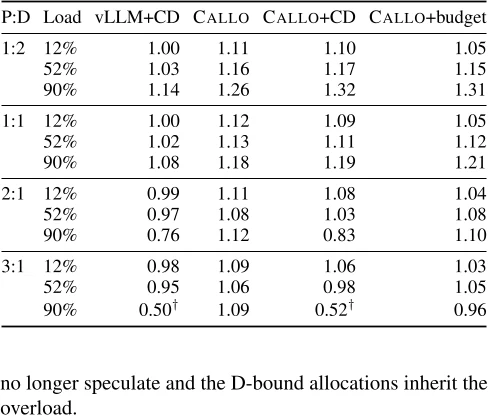 P:D Load vLLM+CD CALLO CALLO+CD CALLO+budget
1:2 12% 1.00 1.11 1.10 1.05
52% 1.03 1.16 1.17 1.15
90% 1.14 1.26 1.32 1.31
1:1 12% 1.00 1.12 1.09 1.05
52% 1.02 1.13 1.11 1.12
90% 1.08 1.18 1.19 1.21
2:1 12% 0.99 1.11 1.08 1.04
52% 0.97 1.08 1.03 1.08
90% 0.76 1.12 0.83 1.10
3:1 12% 0.98 1.09 1.06 1.03
52% 0.95 1.06 0.98 1.05
90% 0.50† 1.09 0.52† 0.96
no longer speculate and the D-bound allocations inherit the
overload.